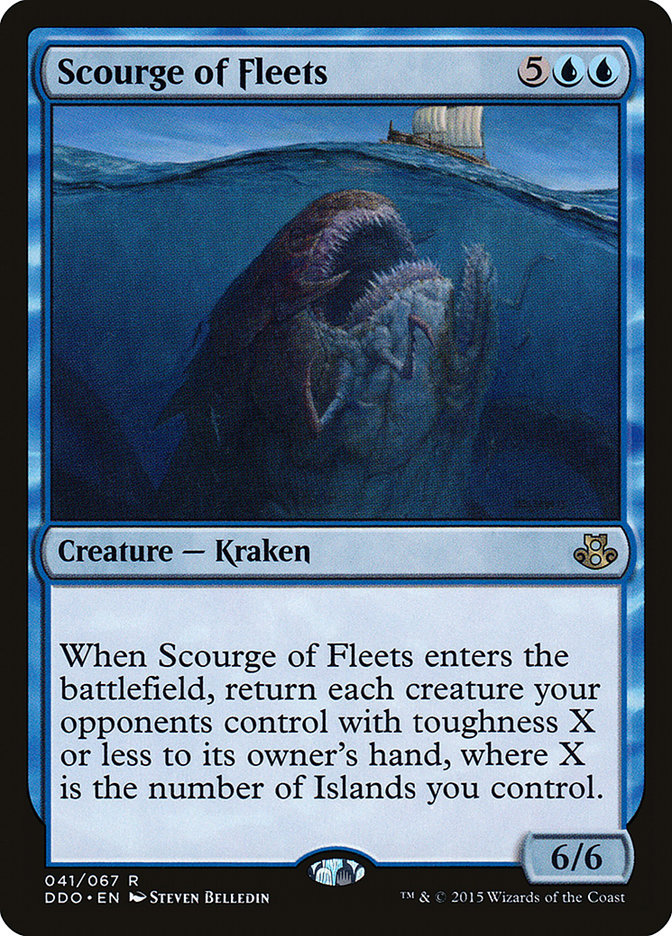 Scourge of Fleets 5
Creature — Kraken
When Scourge of Fleets enters the
battlefield, return each creature your
opponents control with toughness X
or less to its owner's hand, where X
is the number of Islands you control.
6/6
041/067 R
DDO • EN Steven Belledin ™ & © 2015 Wizards of the Coast